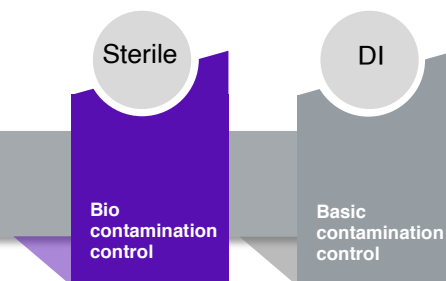 Sterile
Bio
contamination
control
DI
Basic
contamination
control